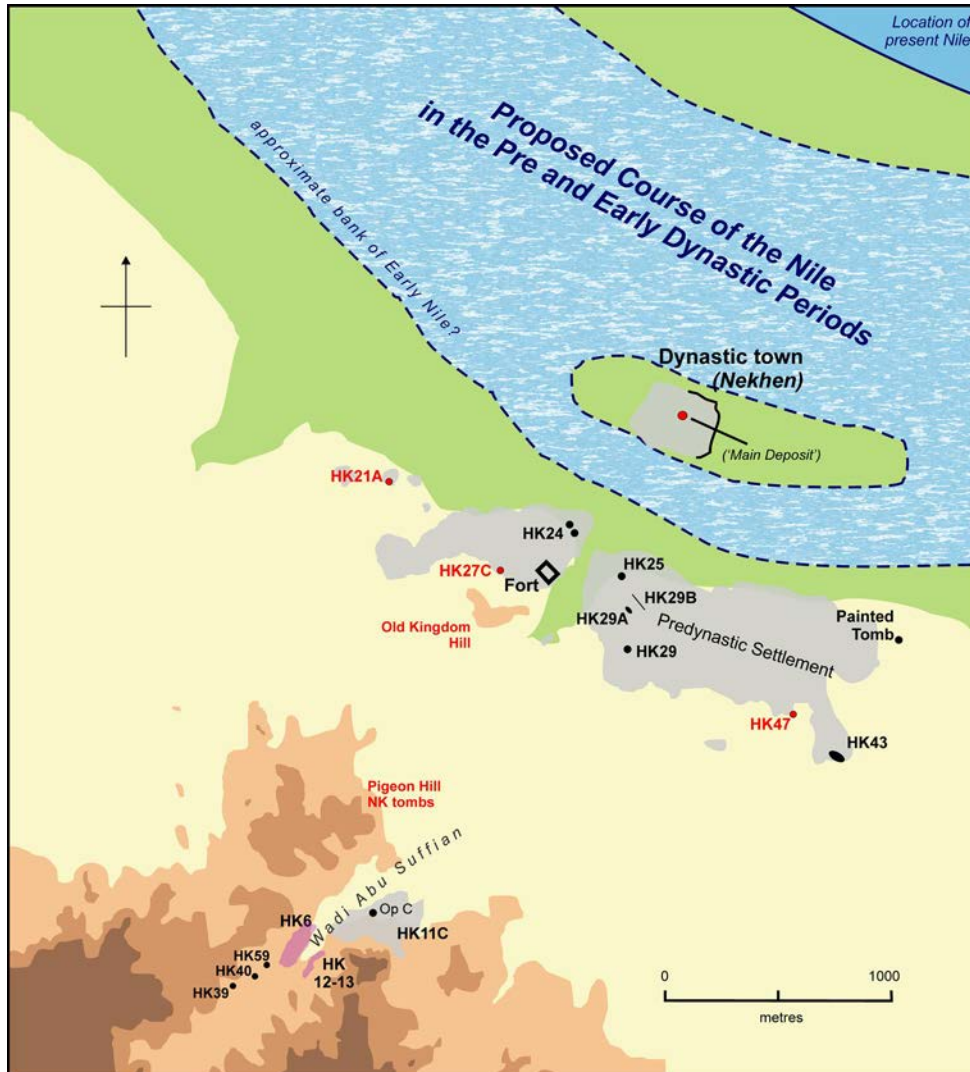 Location of
present Nile
Proposed Course of the Nile
in the Pre and Early Dynastic Periods
approximate bank of Early Nile?
Dynastic town
(Nekhen)
('Main Deposit')
HK21A
HK24
HK27C
Fort
HK25
HK29B
HK29A
Predynastic Settlement
Painted
Tomb
Old Kingdom
Hill
HK29
HK47
HK43
Pigeon Hill
NK tombs
Wadi Abu Suffian
Op C
HK6
HK11C
HK59
HK40
HK39
HK
12-13
0
1000
metres